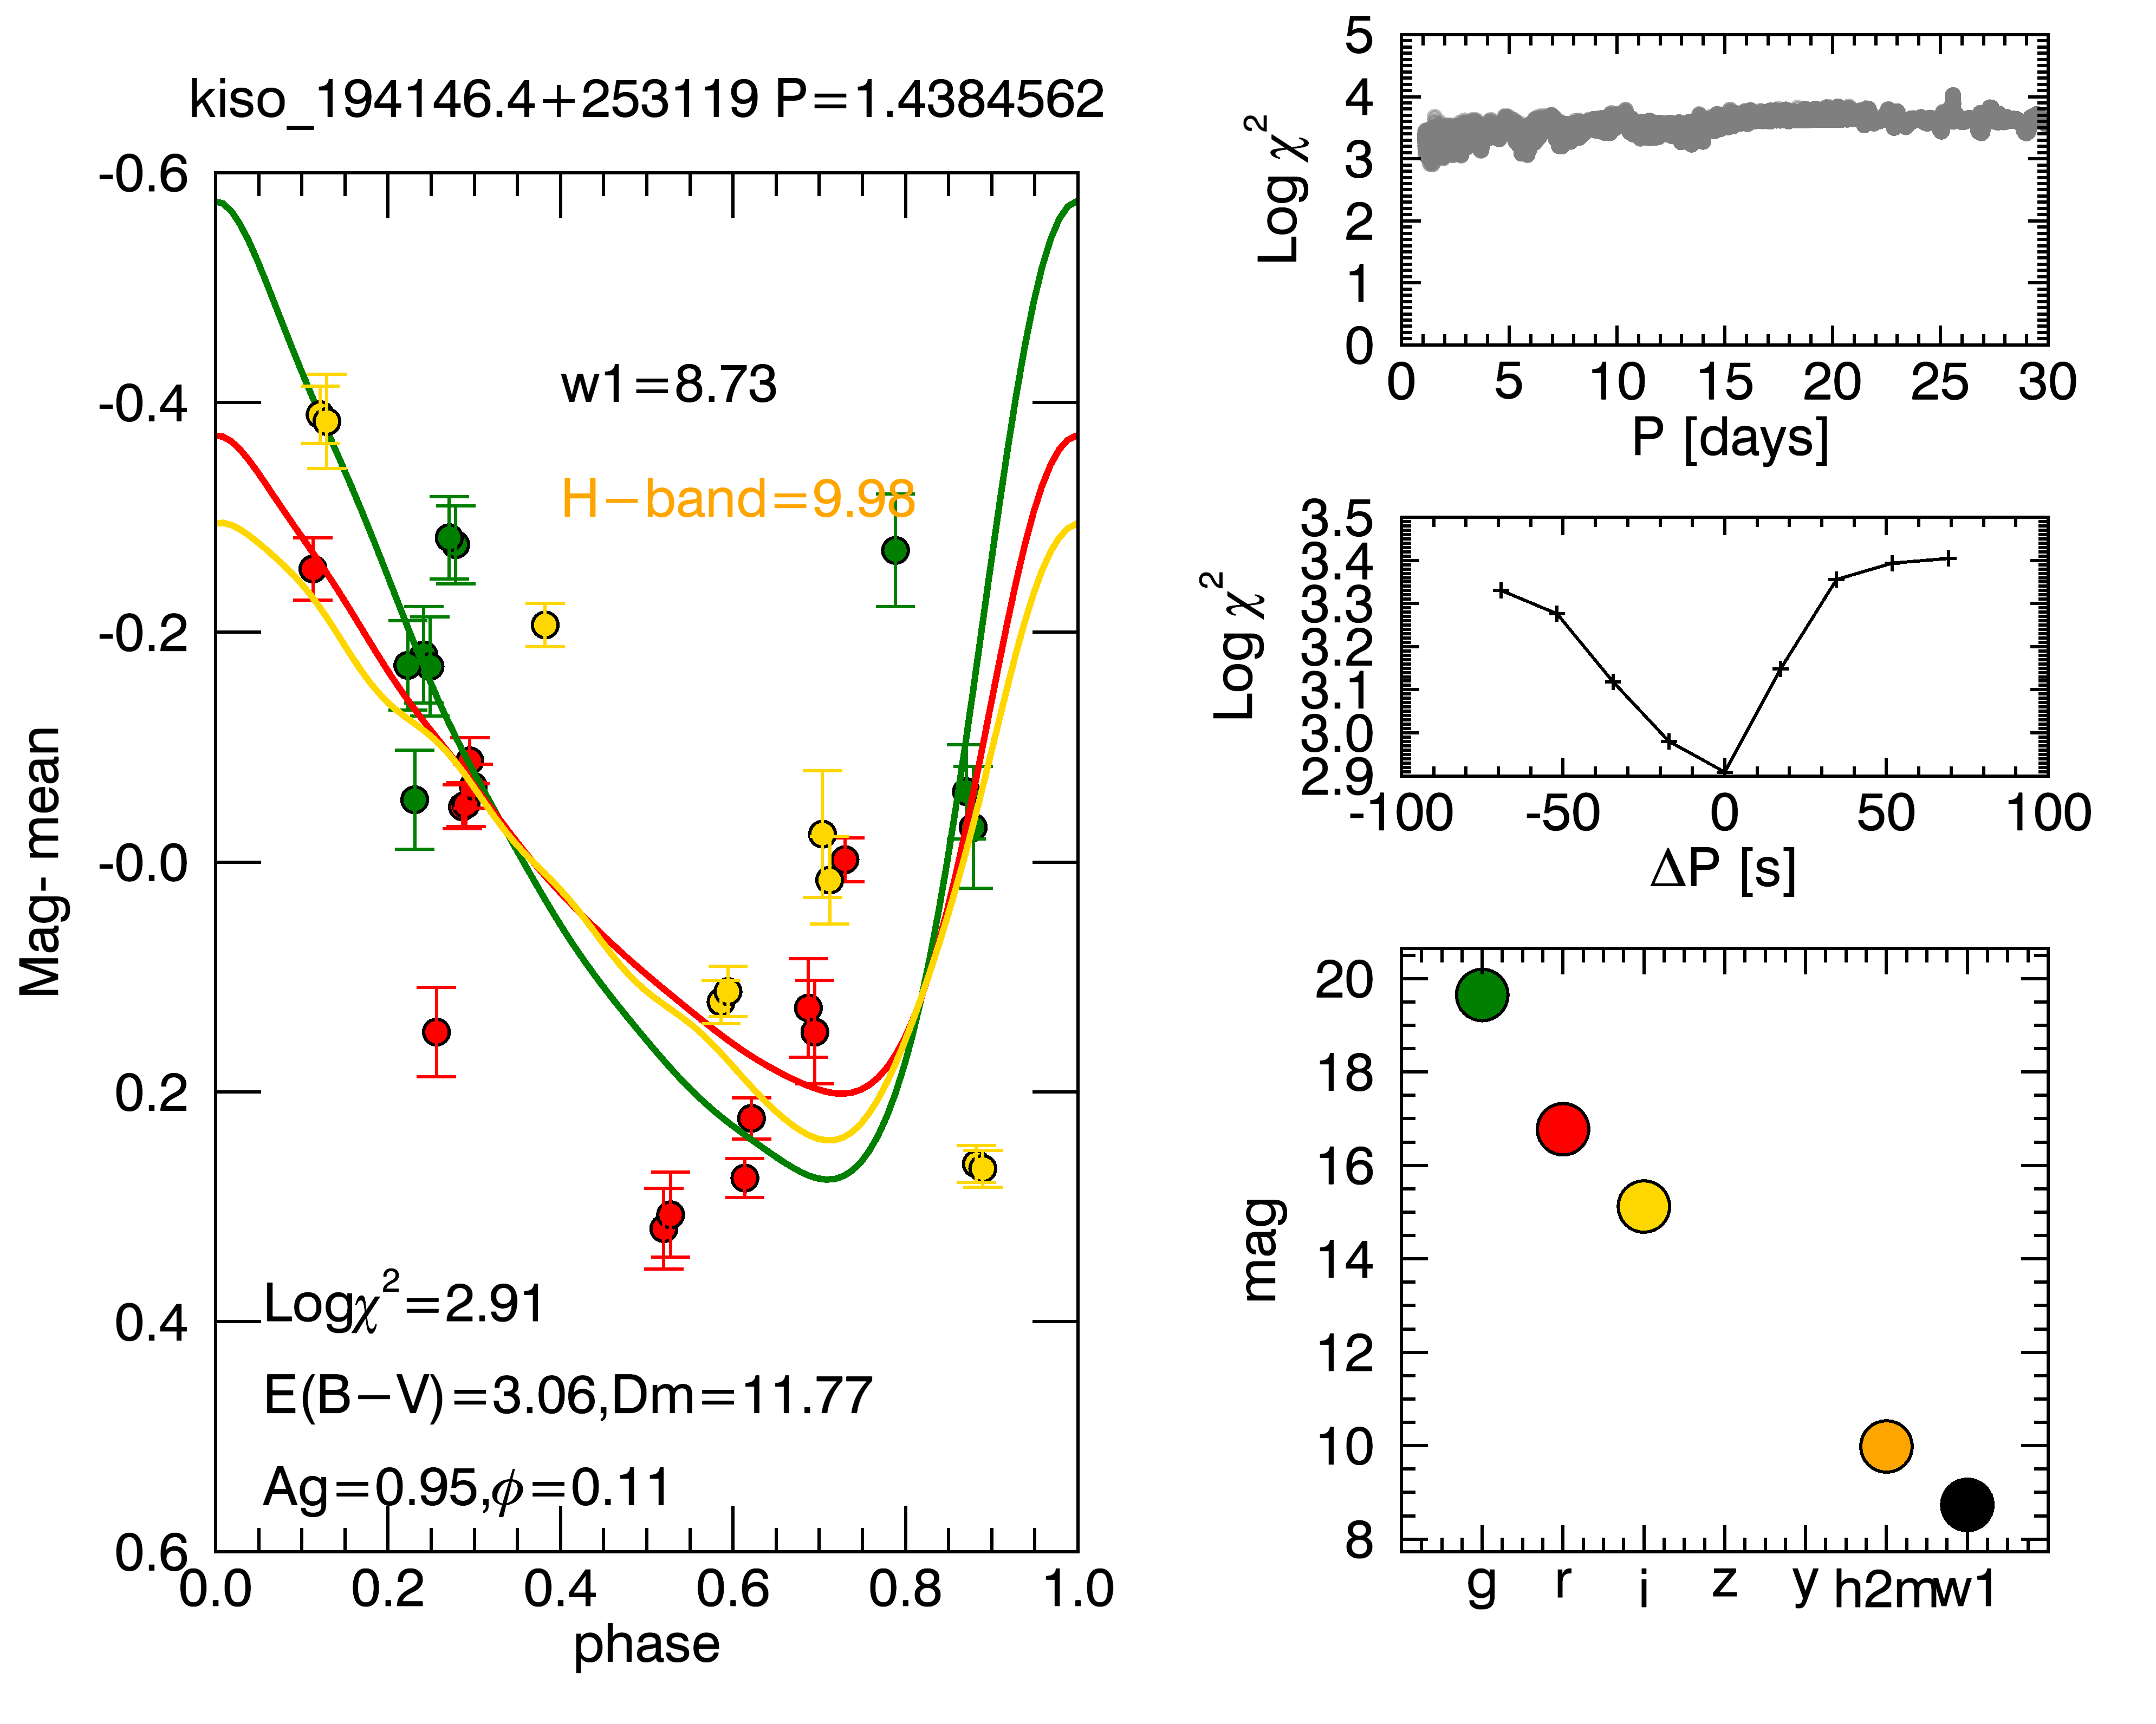 kiso_194146.4+253119 P=1.4384562
-0.6
-0.4
-0.2
-0.0
0.2
0.4
0.6
Mag- mean
w1=8.73
H−band=9.98
Logχ²=2.91
E(B−V)=3.06,Dm=11.77
Ag=0.95,ϕ=0.11
0.0 0.2 0.4 0.6 0.8 1.0
phase
5
4
3
2
1
0
Log χ²
0 5 10 15 20 25 30
P [days]
3.5
3.4
3.3
3.2
3.1
3.0
2.9
Log χ²
-100 -50 0 50 100
ΔP [s]
20
18
16
14
12
10
8
mag
g r i z y h2m w1